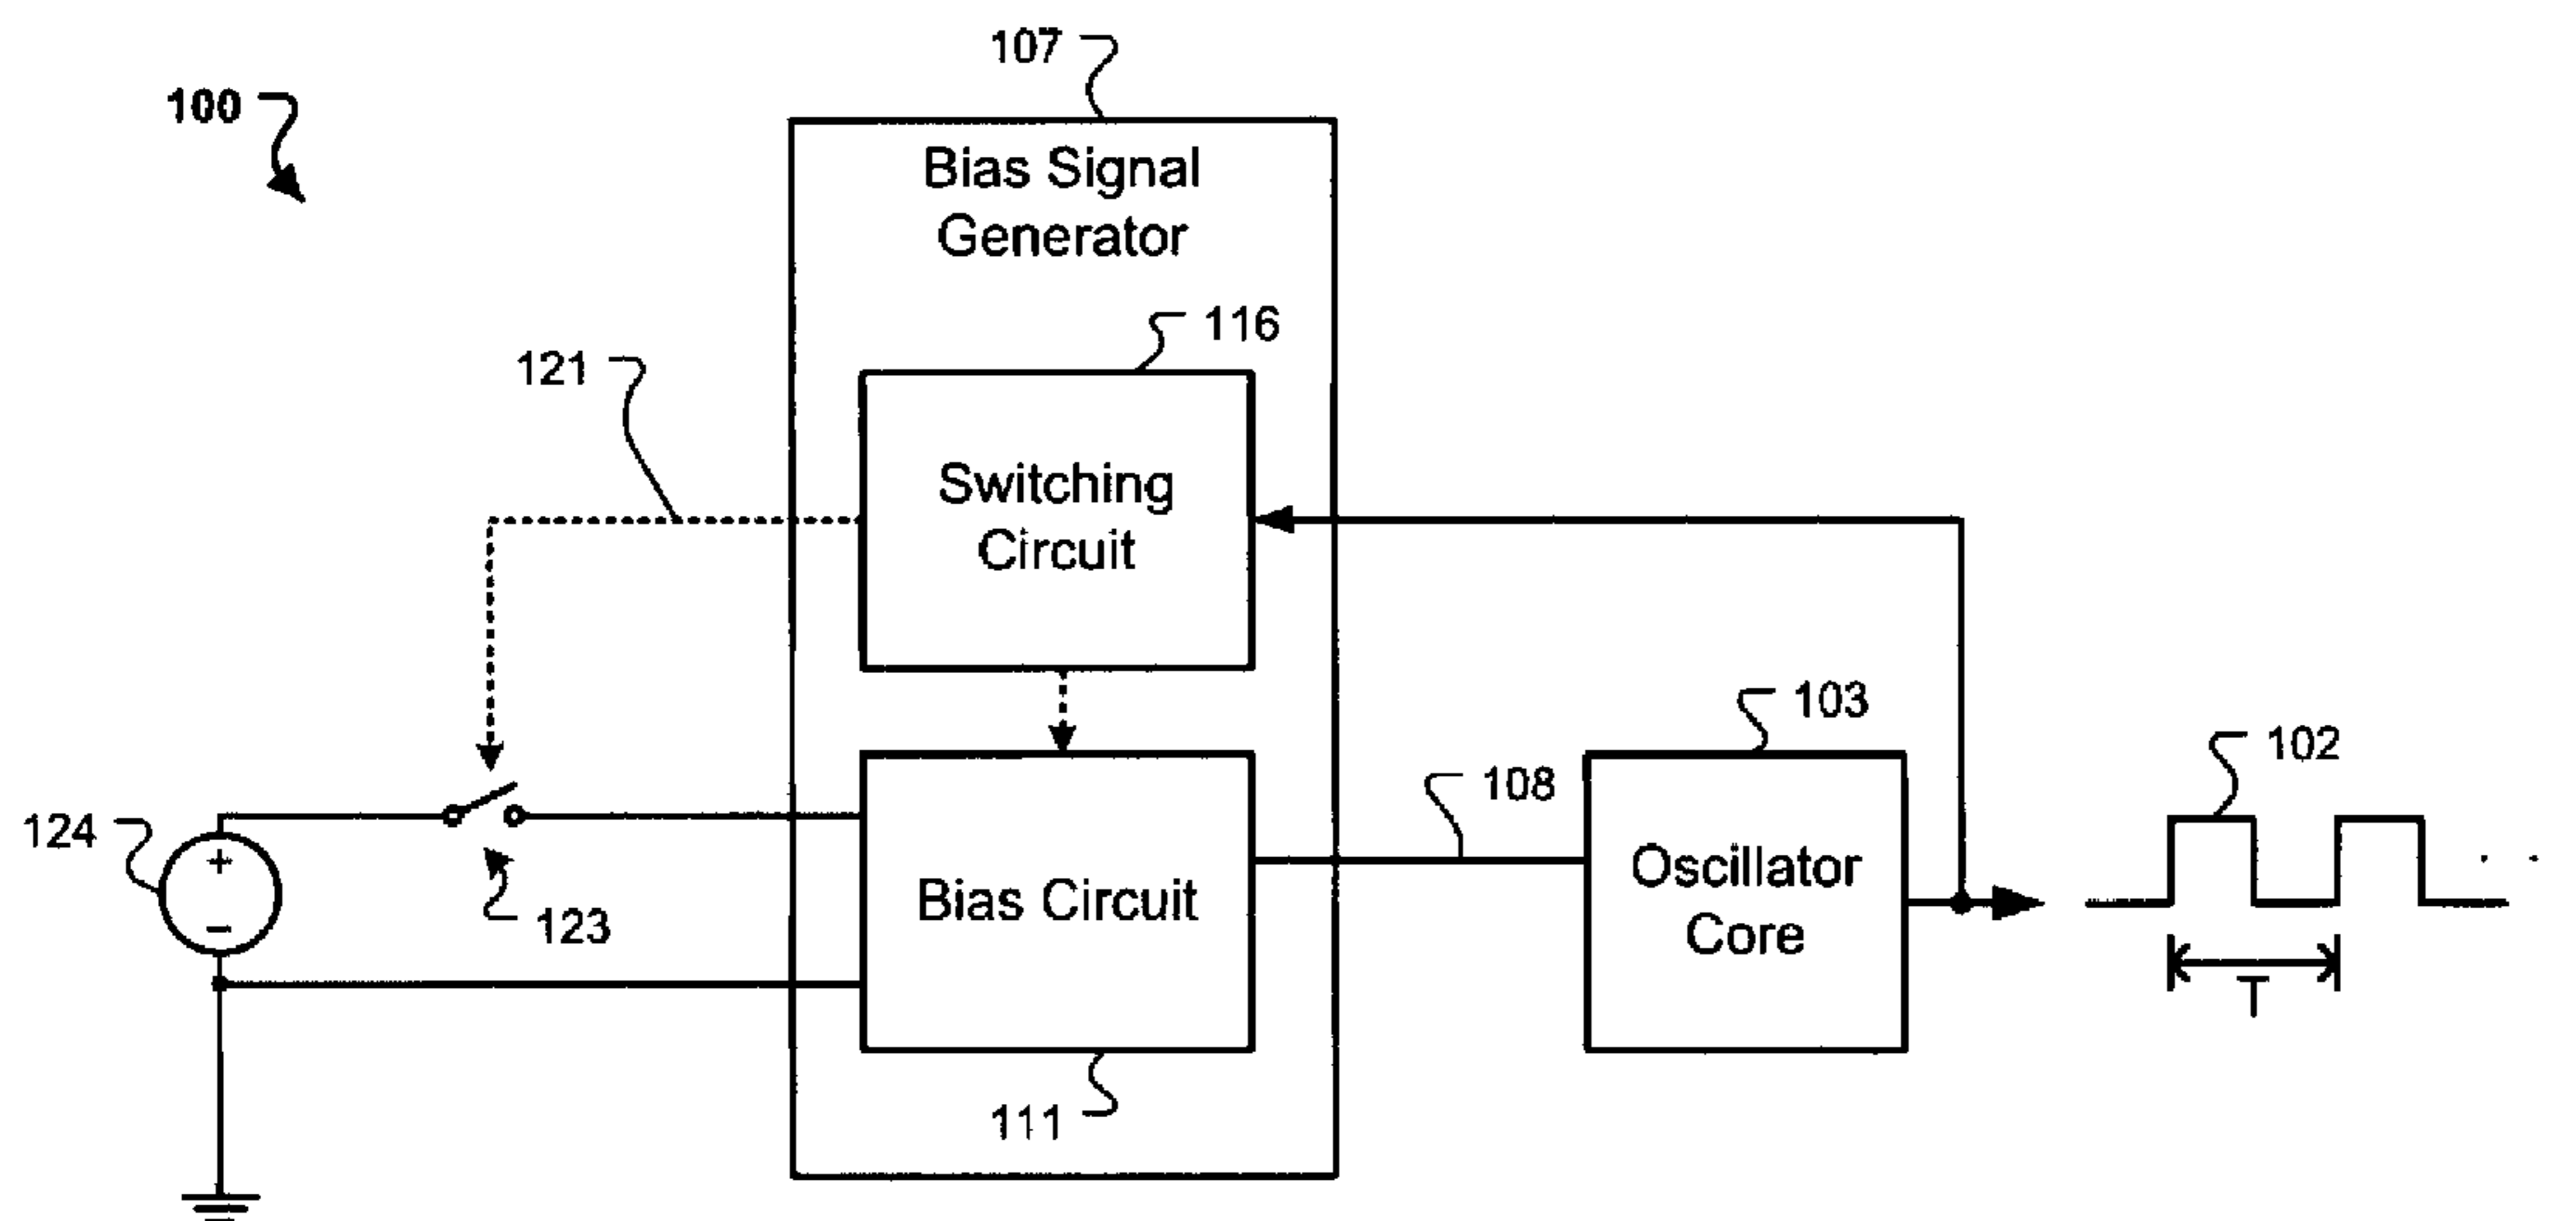 107
100
Bias Signal
Generator
116
121
Switching
Circuit
103
102
108
124
+
Oscillator
Core
Bias Circuit
−
123
T
111